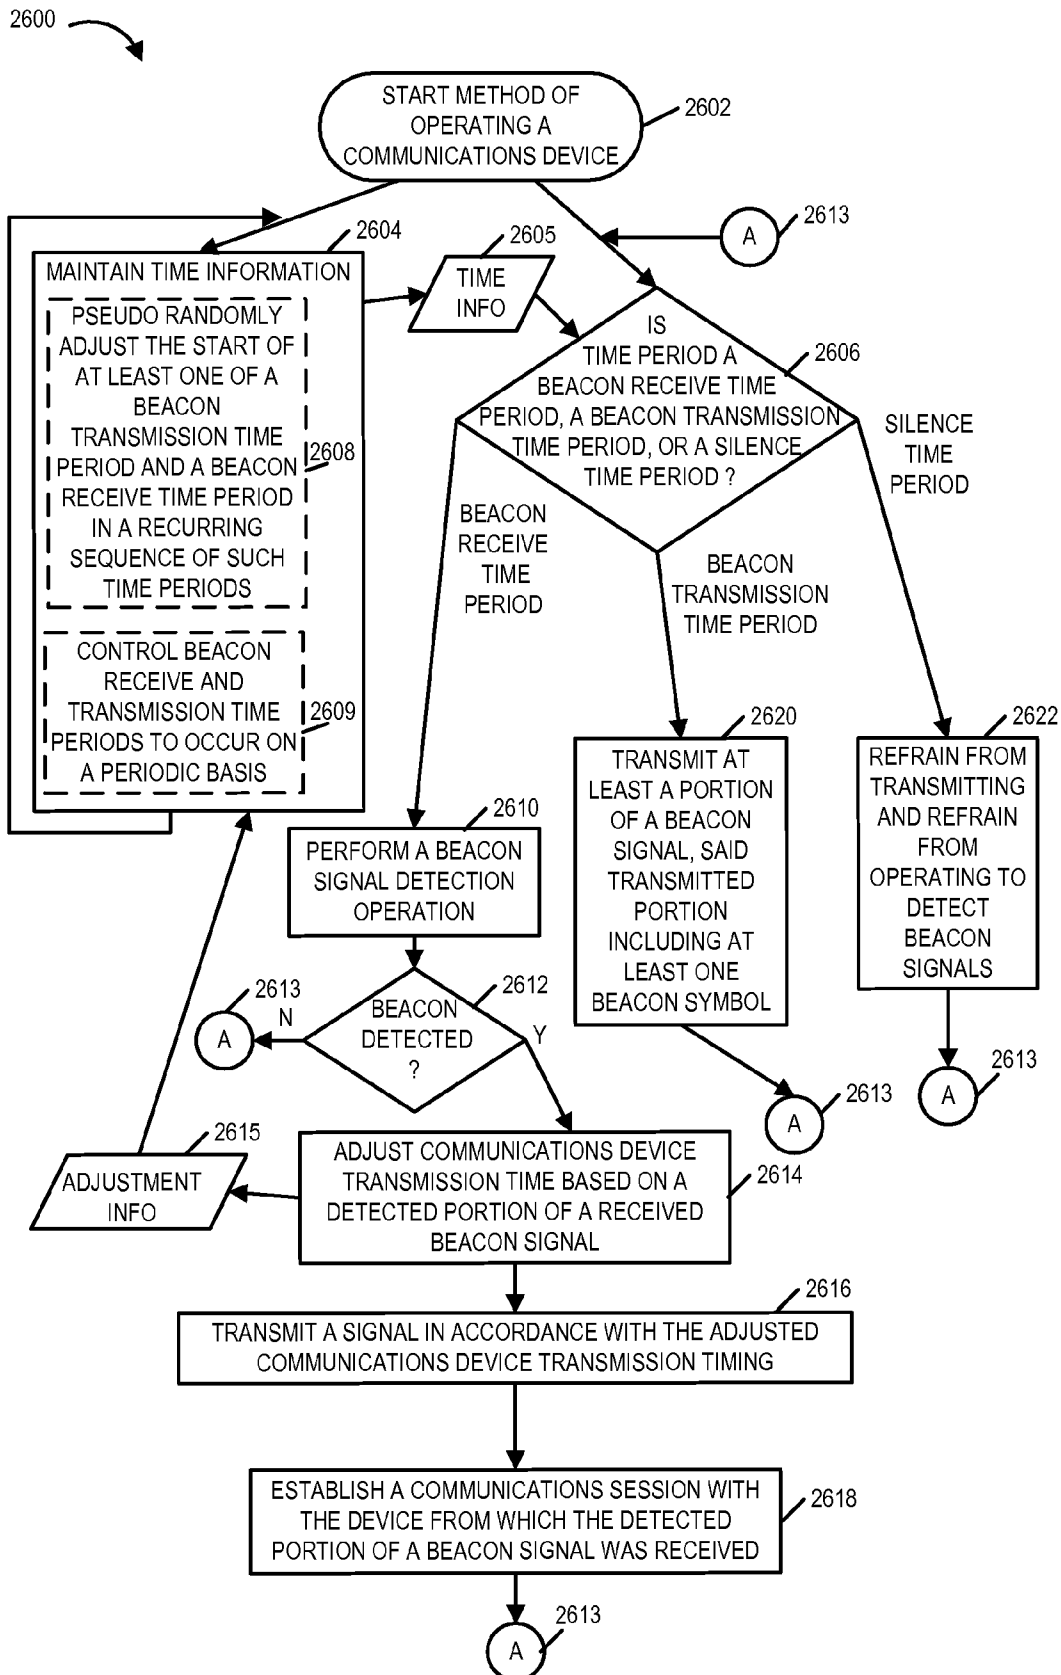 2600
START METHOD OF
OPERATING A
COMMUNICATIONS DEVICE
2602
2613
A
2604
MAINTAIN TIME INFORMATION
PSEUDO RANDOMLY
ADJUST THE START OF
AT LEAST ONE OF A
BEACON
TRANSMISSION TIME
PERIOD AND A BEACON
RECEIVE TIME PERIOD
IN A RECURRING
SEQUENCE OF SUCH
TIME PERIODS
2608
CONTROL BEACON
RECEIVE AND
TRANSMISSION TIME
PERIODS TO OCCUR ON
A PERIODIC BASIS
2609
2605
TIME
INFO
IS
TIME PERIOD A
BEACON RECEIVE TIME
PERIOD, A BEACON TRANSMISSION
TIME PERIOD, OR A SILENCE
TIME PERIOD ?
2606
BEACON
RECEIVE
TIME
PERIOD
BEACON
TRANSMISSION
TIME PERIOD
SILENCE
TIME
PERIOD
2610
PERFORM A BEACON
SIGNAL DETECTION
OPERATION
2620
TRANSMIT AT
LEAST A PORTION
OF A BEACON
SIGNAL, SAID
TRANSMITTED
PORTION
INCLUDING AT
LEAST ONE
BEACON SYMBOL
2622
REFRAIN FROM
TRANSMITTING
AND REFRAIN
FROM
OPERATING TO
DETECT
BEACON
SIGNALS
2612
BEACON
DETECTED
?
N
Y
2613
A
2613
A
2613
A
2615
ADJUSTMENT
INFO
ADJUST COMMUNICATIONS DEVICE
TRANSMISSION TIME BASED ON A
DETECTED PORTION OF A RECEIVED
BEACON SIGNAL
2614
2616
TRANSMIT A SIGNAL IN ACCORDANCE WITH THE ADJUSTED
COMMUNICATIONS DEVICE TRANSMISSION TIMING
ESTABLISH A COMMUNICATIONS SESSION WITH
THE DEVICE FROM WHICH THE DETECTED
PORTION OF A BEACON SIGNAL WAS RECEIVED
2618
2613
A